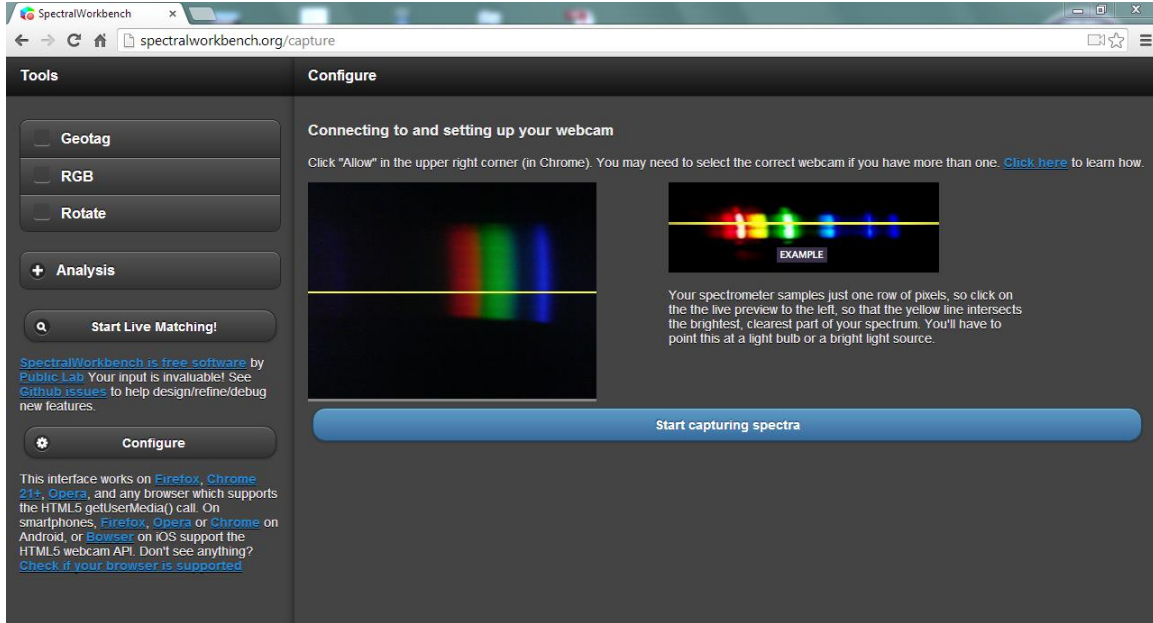 SpectralWorkbench
spectralworkbench.org/capture
Tools
Configure
Geotag
RGB
Rotate
Analysis
Start Live Matching!
SpectralWorkbench is free software by
Public Lab Your input is invaluable! See
Github issues to help design/refine/debug
new features.
Configure
This interface works on Firefox, Chrome
21+, Opera, and any browser which supports
the HTML5 getUserMedia() call. On
smartphones, Firefox, Opera or Chrome on
Android, or Bowser on iOS support the
HTML5 webcam API. Don't see anything?
Check if your browser is supported
Connecting to and setting up your webcam
Click "Allow" in the upper right corner (in Chrome). You may need to select the correct webcam if you have more than one. Click here to learn how.
EXAMPLE
Your spectrometer samples just one row of pixels, so click on
the the live preview to the left, so that the yellow line intersects
the brightest, clearest part of your spectrum. You'll have to
point this at a light bulb or a bright light source.
Start capturing spectra